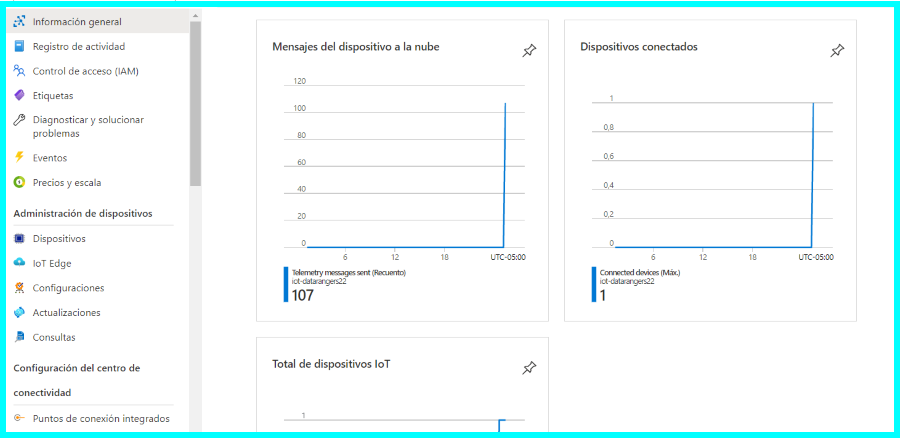 Información general
Registro de actividad
Control de acceso (IAM)
Etiquetas
Diagnosticar y solucionar
problemas
Eventos
Precios y escala
Administración de dispositivos
Dispositivos
IoT Edge
Configuraciones
Actualizaciones
Consultas
Configuración del centro de
conectividad
Puntos de conexión integrados
Mensajes del dispositivo a la nube
120
100
80
60
40
20
0
6 12 18 UTC-05:00
Telemetry messages sent (Recuento)
iot-datarangers22
107
Dispositivos conectados
1
0,8
0,6
0,4
0,2
0
6 12 18 UTC-05:00
Connected devices (Máx.)
iot-datarangers22
1
Total de dispositivos IoT
1